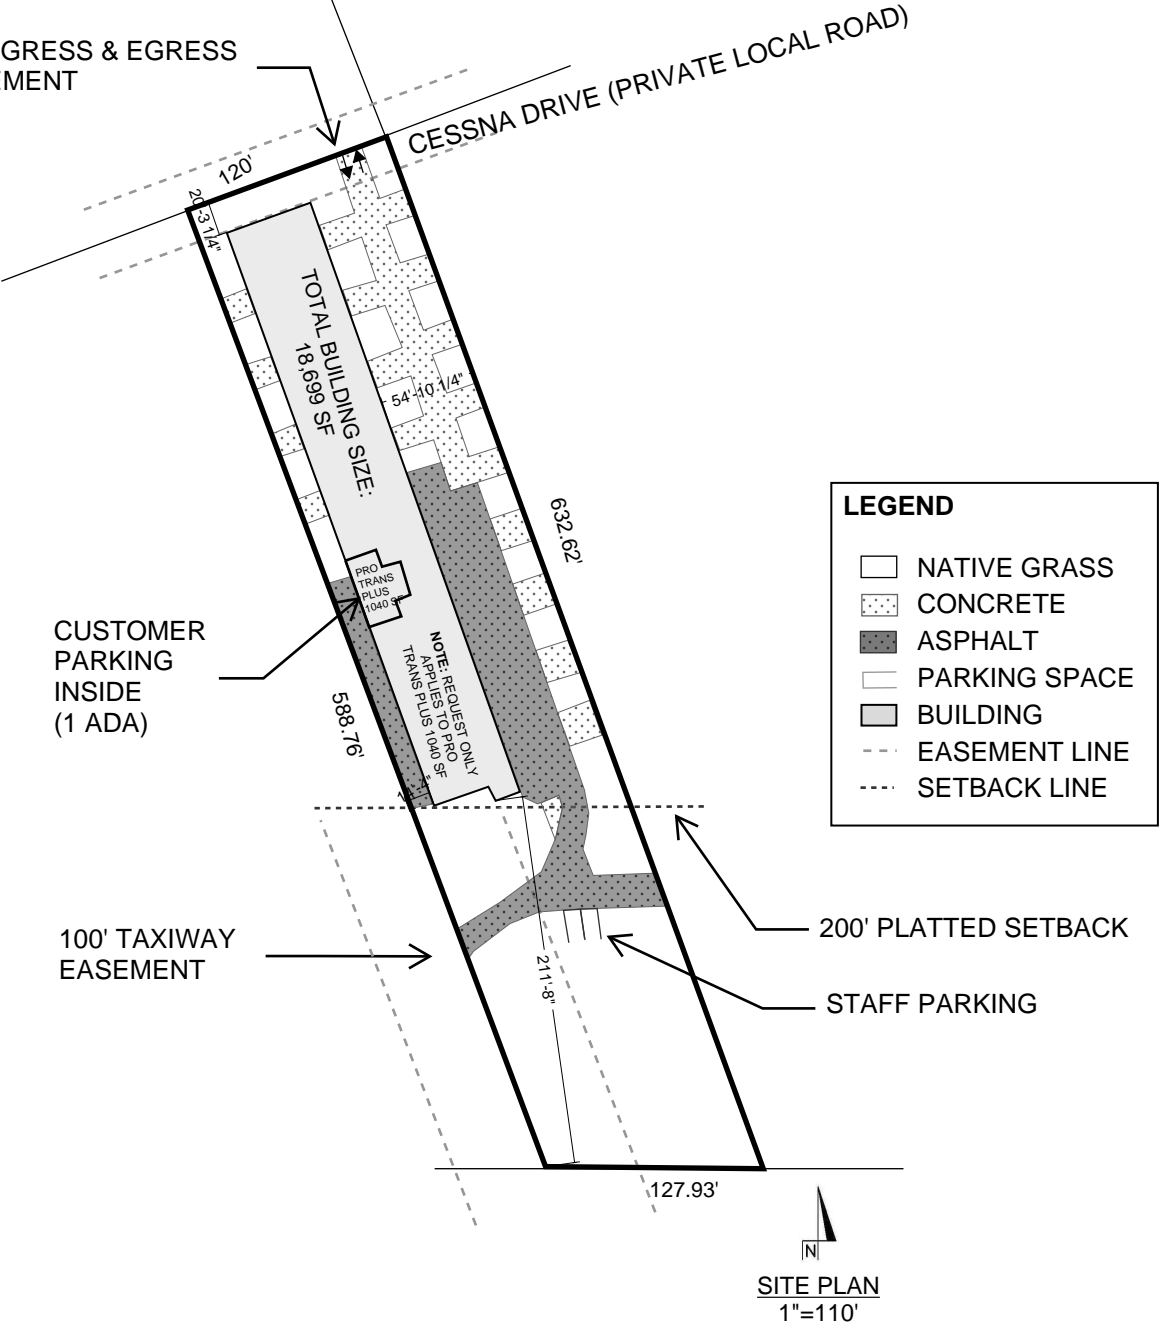 GRESS & EGRESS
EMENT
CESSNA DRIVE (PRIVATE LOCAL ROAD)
120'
20'-3 1/4"
TOTAL BUILDING SIZE:
18,699 SF
54'-10 1/4"
632.62'
LEGEND
NATIVE GRASS
CONCRETE
ASPHALT
PARKING SPACE
BUILDING
EASEMENT LINE
SETBACK LINE
PRO
TRANS
PLUS
1040 SF
CUSTOMER
PARKING
INSIDE
(1 ADA)
NOTE: REQUEST ONLY
APPLIES TO PRO
TRANS PLUS 1040 SF
588.76'
200' PLATTED SETBACK
100' TAXIWAY
EASEMENT
211'-8"
STAFF PARKING
127.93'
N
SITE PLAN
1"=110'